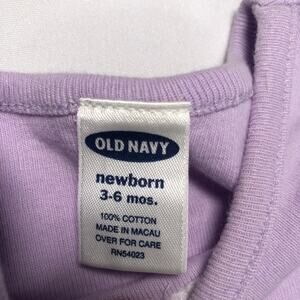 OLD NAVY
newborn
3-6 mos.
100% COTTON
MADE IN MACAU
OVER FOR CARE
RN54023